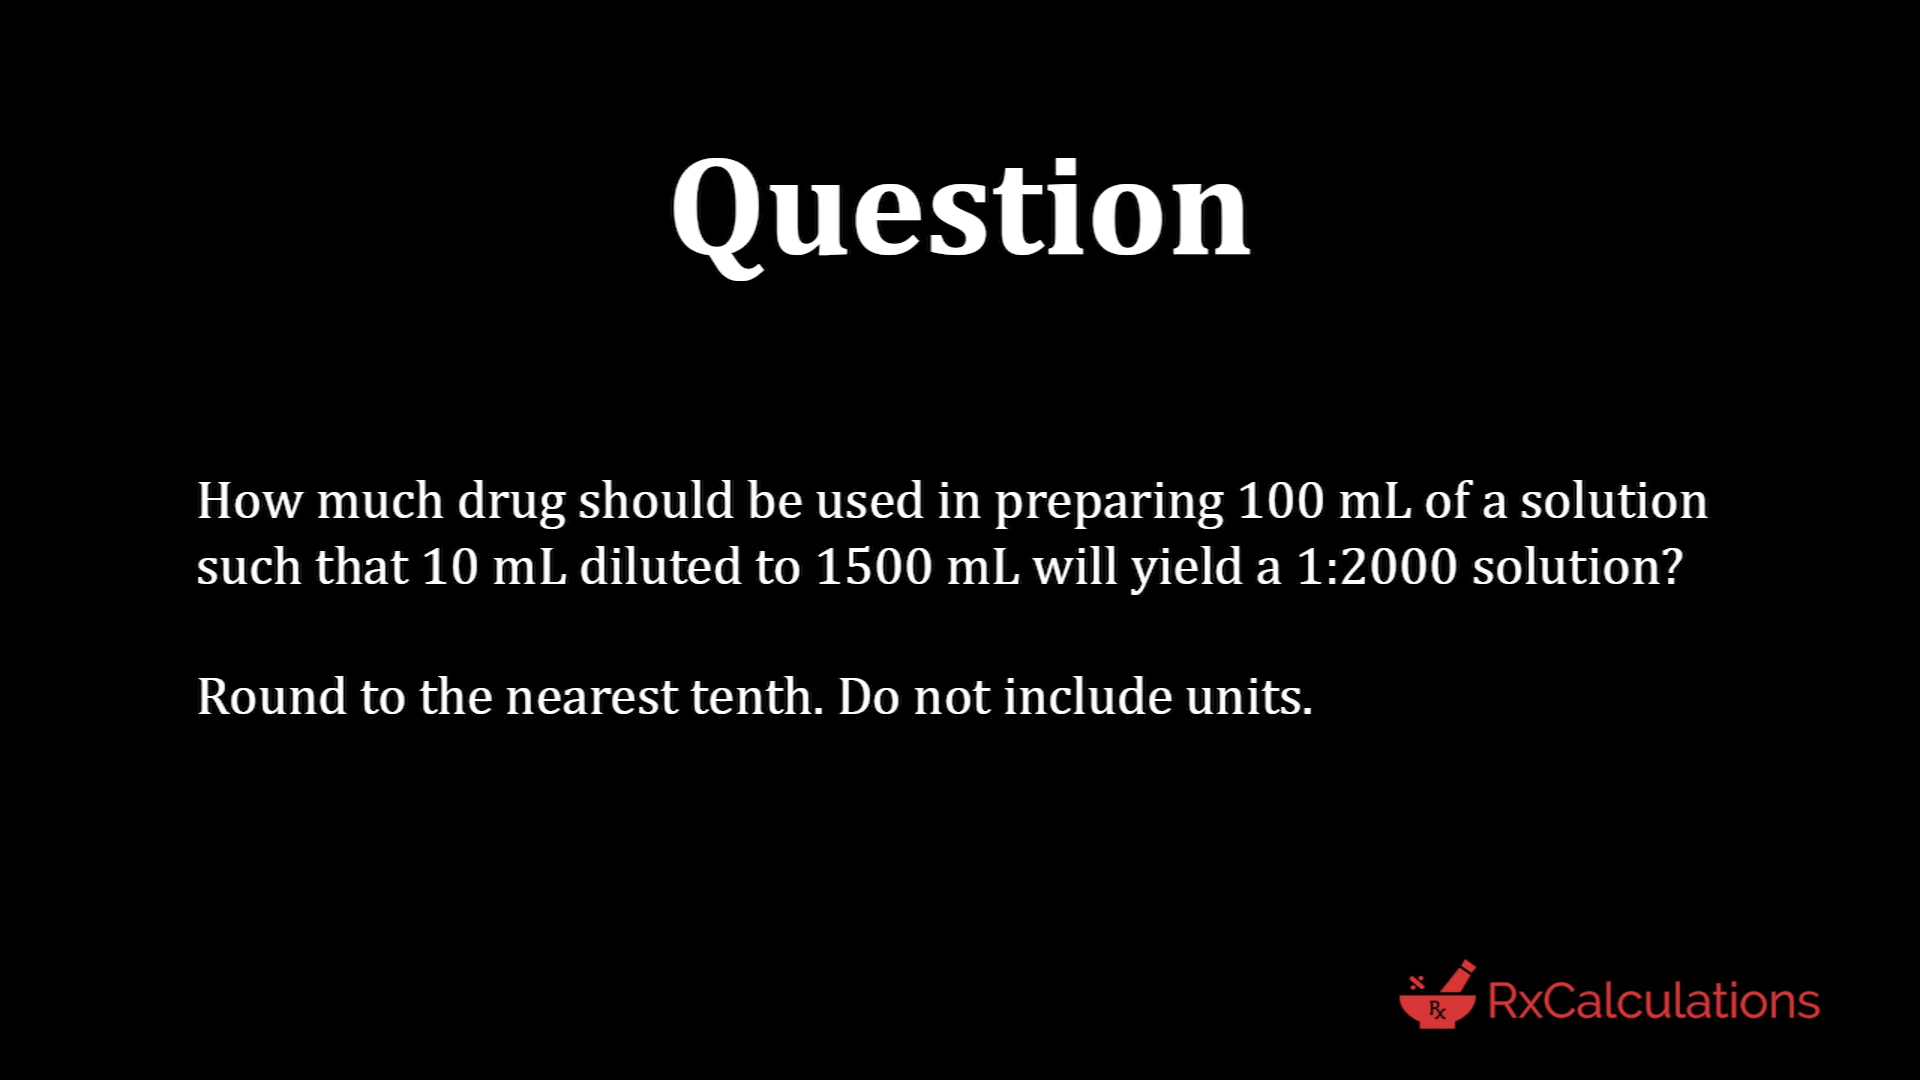 Question
How much drug should be used in preparing 100 mL of a solution
such that 10 mL diluted to 1500 mL will yield a 1:2000 solution?
Round to the nearest tenth. Do not include units.
Rx
RxCalculations